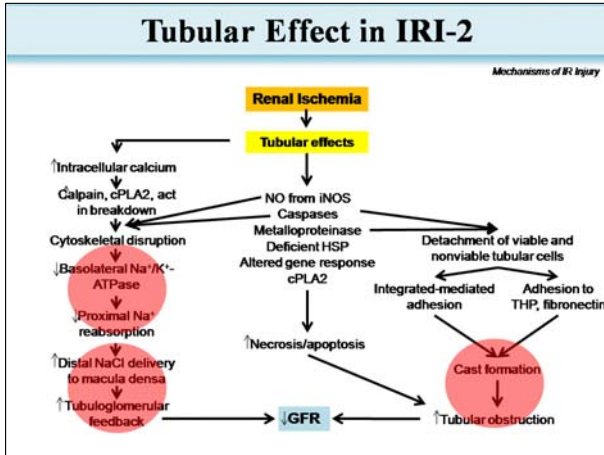 Tubular Effect in IRI-2
Mechanisms of IR Injury
Renal Ischemia
Tubular effects
↑Intracellular calcium
↑Calpain, cPLA2, act
in breakdown
Cytoskeletal disruption
↓Basolateral Na⁺/K⁺-
ATPase
↓Proximal Na⁺
reabsorption
↑Distal NaCl delivery
to macula densa
↑Tubuloglomerular
feedback
NO from iNOS
Caspases
Metalloproteinase
Deficient HSP
Altered gene response
cPLA2
↑Necrosis/apoptosis
↓GFR
Detachment of viable and
nonviable tubular cells
Integrated-mediated
adhesion
Adhesion to
THP, fibronectin
Cast formation
↑Tubular obstruction